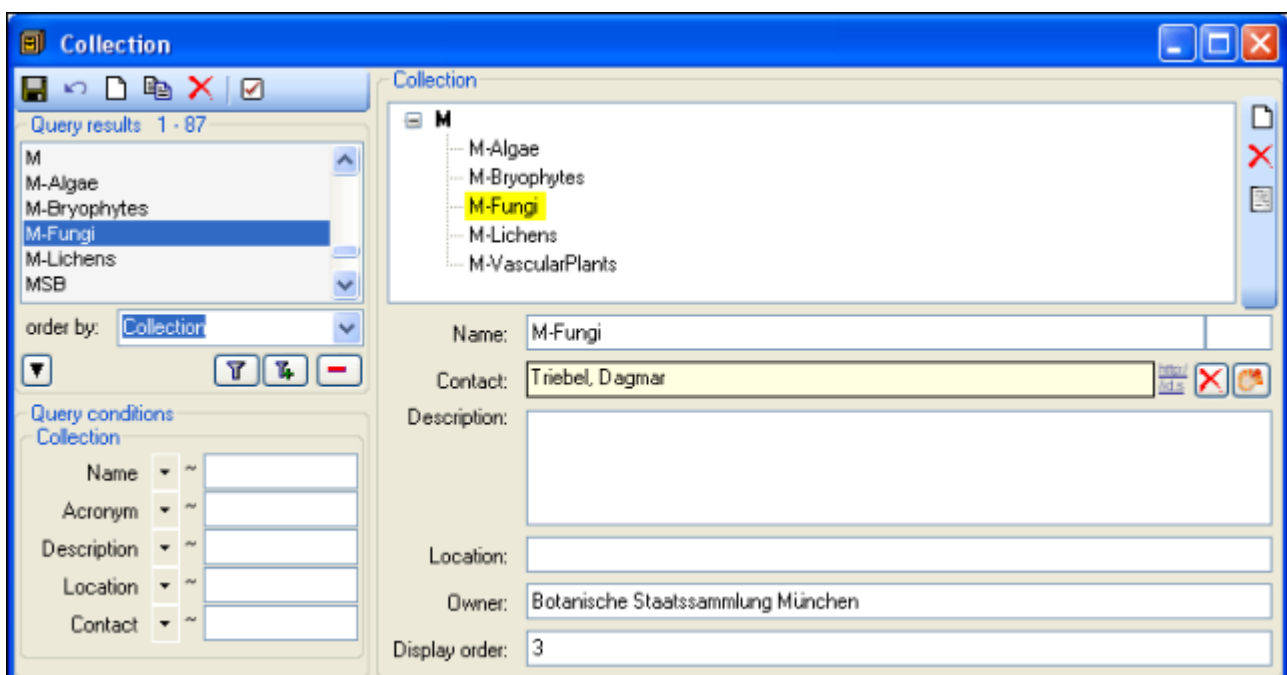 Collection
Query results 1 - 87
M
M-Algae
M-Bryophytes
M-Fungi
M-Lichens
MSB
order by: Collection
Query conditions
Collection
Name ~
Acronym ~
Description ~
Location ~
Contact ~
Collection
M
M-Algae
M-Bryophytes
M-Fungi
M-Lichens
M-VascularPlants
Name: M-Fungi
Contact: Triebel, Dagmar
Description:
Location:
Owner: Botanische Staatssammlung München
Display order: 3